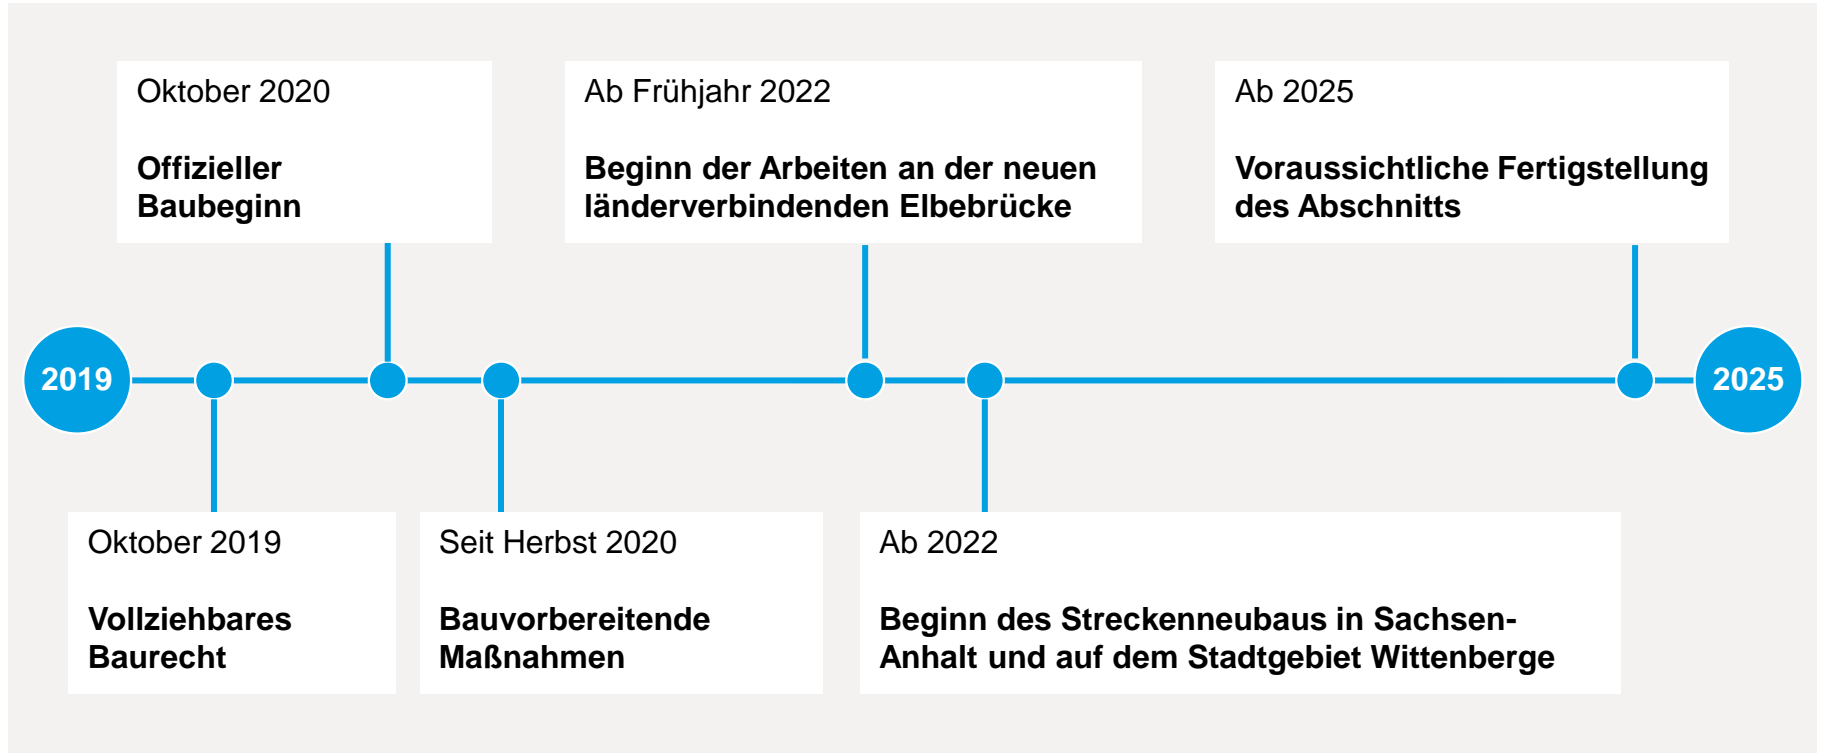 Oktober 2020
Offizieller
Baubeginn
Ab Frühjahr 2022
Beginn der Arbeiten an der neuen
länderverbindenden Elbebrücke
Ab 2025
Voraussichtliche Fertigstellung
des Abschnitts
2019
2025
Oktober 2019
Vollziehbares
Baurecht
Seit Herbst 2020
Bauvorbereitende
Maßnahmen
Ab 2022
Beginn des Streckenneubaus in Sachsen-
Anhalt und auf dem Stadtgebiet Wittenberge